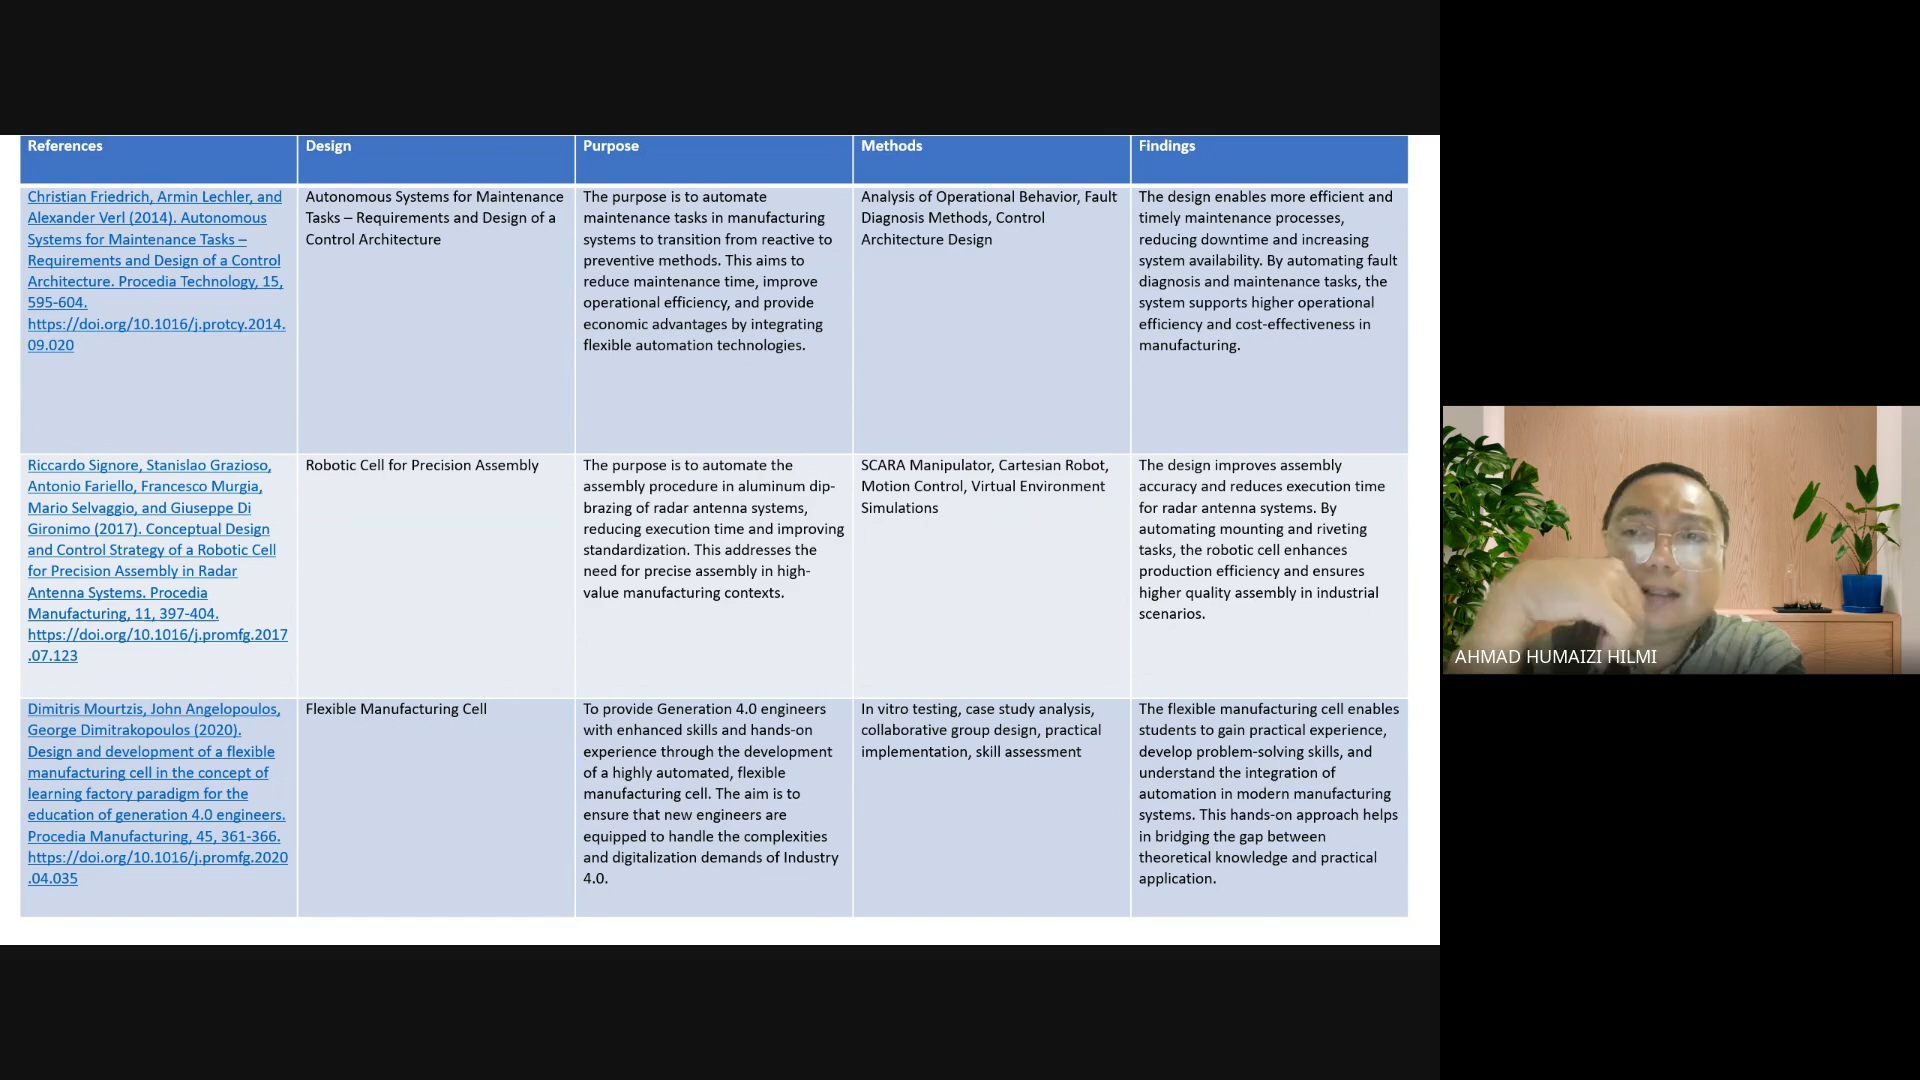 References
Design
Purpose
Methods
Findings
Christian Friedrich, Armin Lechler, and
Alexander Verl (2014). Autonomous
Systems for Maintenance Tasks –
Requirements and Design of a Control
Architecture. Procedia Technology, 15,
595-604.
https://doi.org/10.1016/j.protcy.2014.
09.020
Autonomous Systems for Maintenance
Tasks – Requirements and Design of a
Control Architecture
The purpose is to automate
maintenance tasks in manufacturing
systems to transition from reactive to
preventive methods. This aims to
reduce maintenance time, improve
operational efficiency, and provide
economic advantages by integrating
flexible automation technologies.
Analysis of Operational Behavior, Fault
Diagnosis Methods, Control
Architecture Design
The design enables more efficient and
timely maintenance processes,
reducing downtime and increasing
system availability. By automating fault
diagnosis and maintenance tasks, the
system supports higher operational
efficiency and cost-effectiveness in
manufacturing.
Riccardo Signore, Stanislao Grazioso,
Antonio Fariello, Francesco Murgia,
Mario Selvaggio, and Giuseppe Di
Gironimo (2017). Conceptual Design
and Control Strategy of a Robotic Cell
for Precision Assembly in Radar
Antenna Systems. Procedia
Manufacturing, 11, 397-404.
https://doi.org/10.1016/j.promfg.2017
.07.123
Robotic Cell for Precision Assembly
The purpose is to automate the
assembly procedure in aluminum dip-
brazing of radar antenna systems,
reducing execution time and improving
standardization. This addresses the
need for precise assembly in high-
value manufacturing contexts.
SCARA Manipulator, Cartesian Robot,
Motion Control, Virtual Environment
Simulations
The design improves assembly
accuracy and reduces execution time
for radar antenna systems. By
automating mounting and riveting
tasks, the robotic cell enhances
production efficiency and ensures
higher quality assembly in industrial
scenarios.
Dimitris Mourtzis, John Angelopoulos,
George Dimitrakopoulos (2020).
Design and development of a flexible
manufacturing cell in the concept of
learning factory paradigm for the
education of generation 4.0 engineers.
Procedia Manufacturing, 45, 361-366.
https://doi.org/10.1016/j.promfg.2020
.04.035
Flexible Manufacturing Cell
To provide Generation 4.0 engineers
with enhanced skills and hands-on
experience through the development
of a highly automated, flexible
manufacturing cell. The aim is to
ensure that new engineers are
equipped to handle the complexities
and digitalization demands of Industry
4.0.
In vitro testing, case study analysis,
collaborative group design, practical
implementation, skill assessment
The flexible manufacturing cell enables
students to gain practical experience,
develop problem-solving skills, and
understand the integration of
automation in modern manufacturing
systems. This hands-on approach helps
in bridging the gap between
theoretical knowledge and practical
application.
AHMAD HUMAIZI HILMI